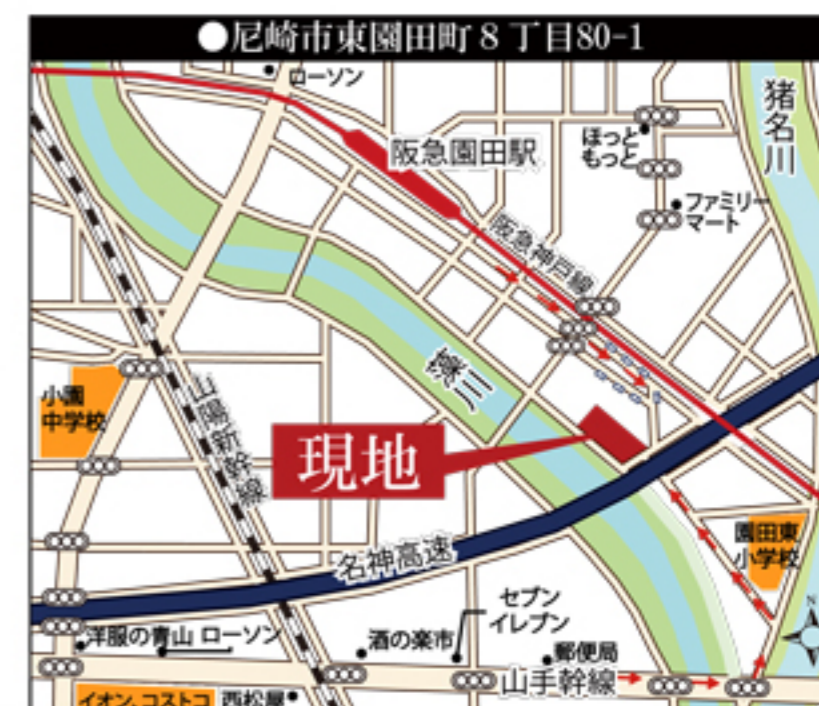 ●尼崎市東園田町8丁目80-1
ローソン
猪名川
ほっと
もっと
阪急園田駅
ファミリー
マート
阪急神戸線
藻川
小園
中学校
山陽新幹線
現地
園田東
小学校
名神高速
セブン
イレブン
N
洋服の青山 ローソン
酒の楽市
郵便局
山手幹線
イオン、コストコ 西松屋